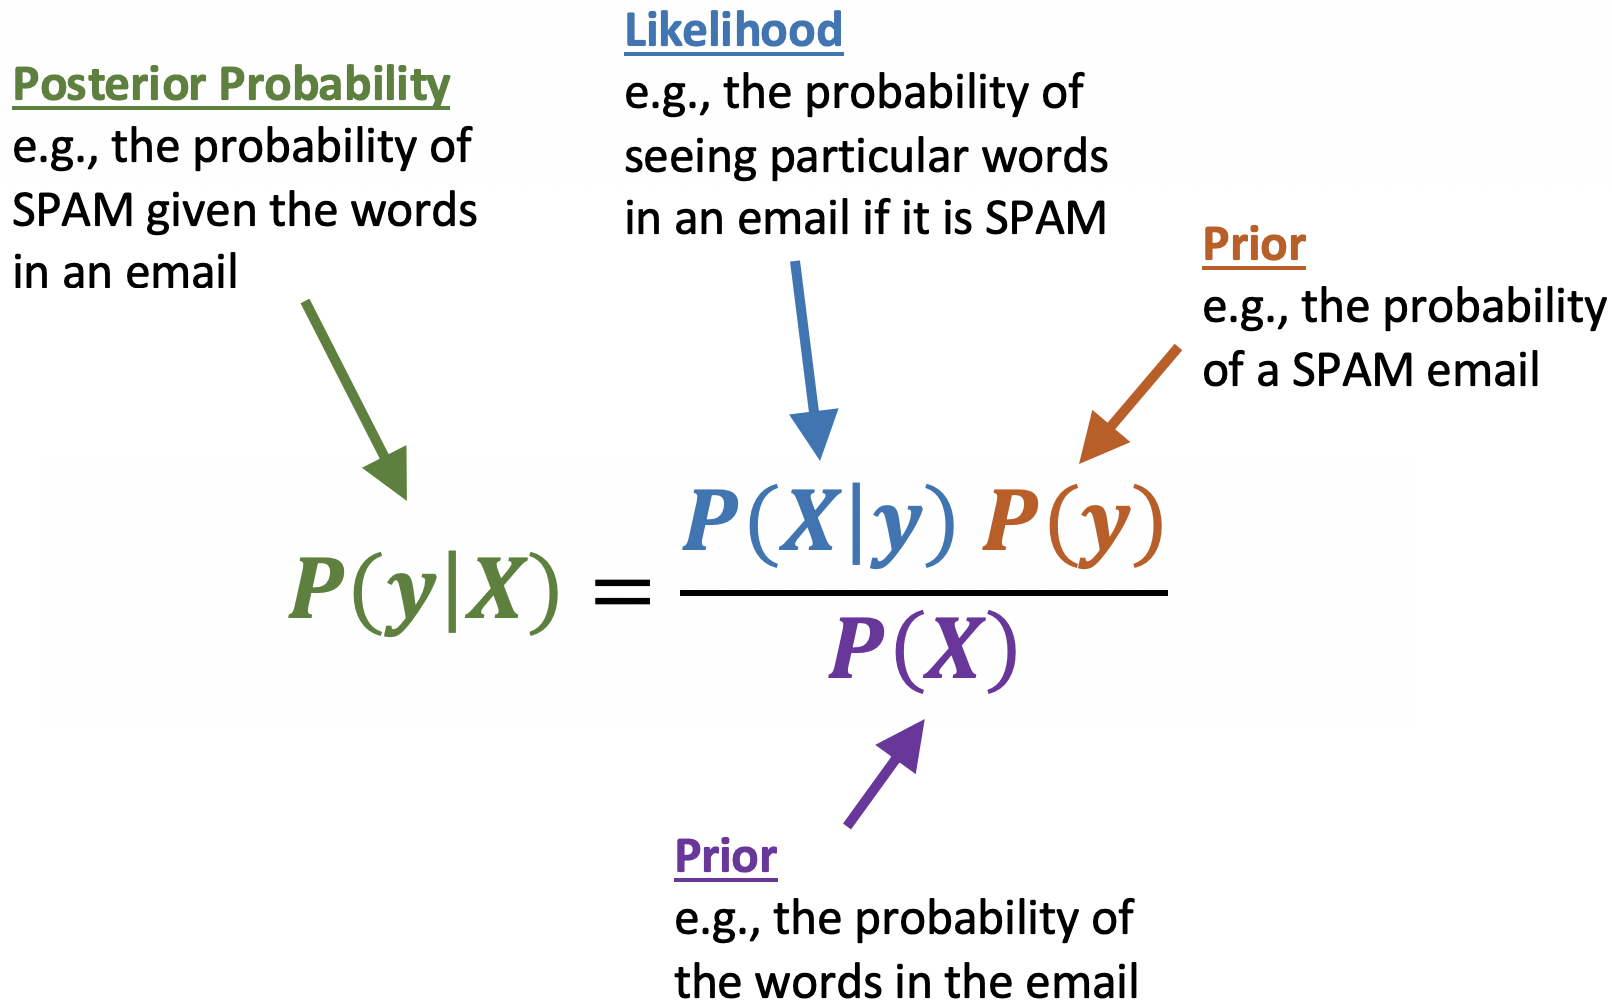 Posterior Probability
e.g., the probability of
SPAM given the words
in an email
Likelihood
e.g., the probability of
seeing particular words
in an email if it is SPAM
Prior
e.g., the probability
of a SPAM email
P(y|X) = P(X|y) P(y)
P(X)
Prior
e.g., the probability of
the words in the email